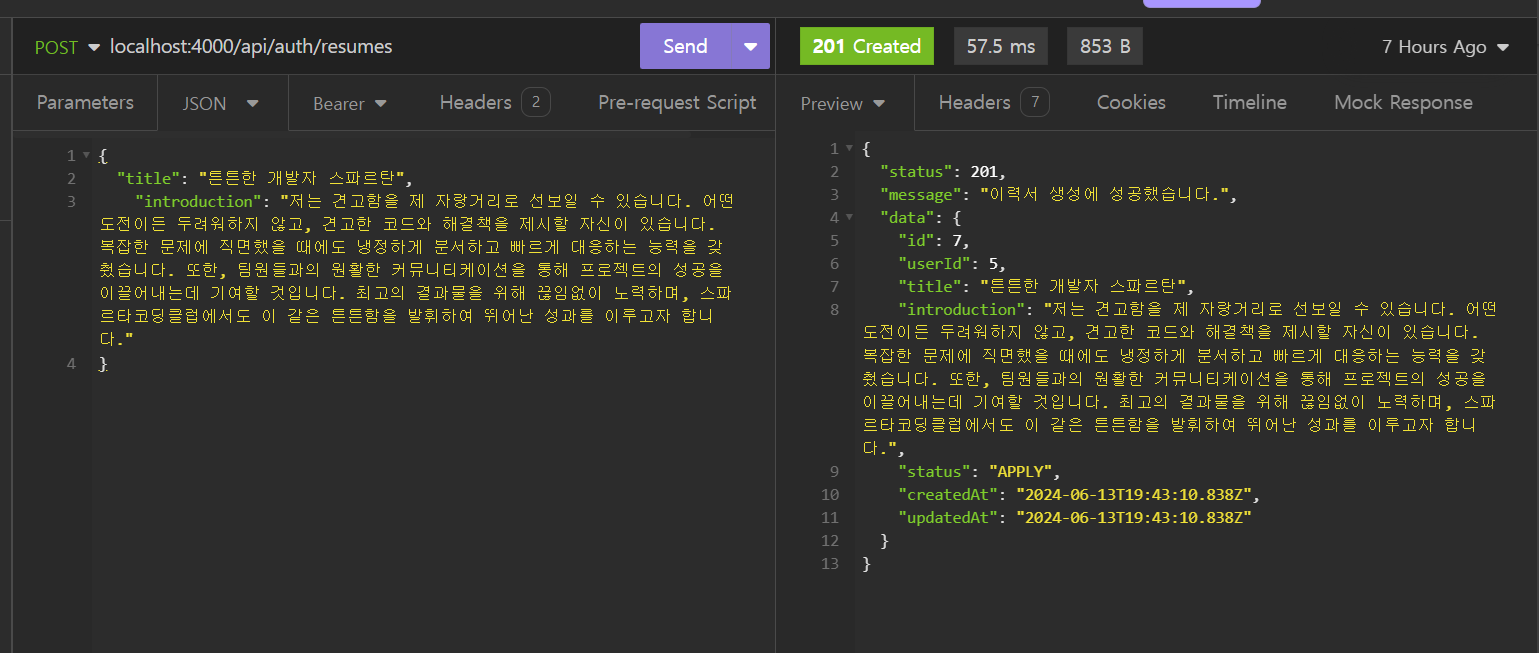 POST localhost:4000/api/auth/resumes Send 201 Created 57.5 ms 853 B 7 Hours Ago
Parameters JSON Bearer Headers 2 Pre-request Script Preview Headers 7 Cookies Timeline Mock Response
1 {
2 "title": "튼튼한 개발자 스파르탄",
3 "introduction": "저는 견고함을 제 자랑거리로 선보일 수 있습니다. 어떤
도전이든 두려워하지 않고, 견고한 코드와 해결책을 제시할 자신이 있습니다.
복잡한 문제에 직면했을 때에도 냉정하게 분서하고 빠르게 대응하는 능력을 갖
췄습니다. 또한, 팀원들과의 원활한 커뮤니티케이션을 통해 프로젝트의 성공을
이끌어내는데 기여할 것입니다. 최고의 결과물을 위해 끊임없이 노력하며, 스파
르타코딩클럽에서도 이 같은 튼튼함을 발휘하여 뛰어난 성과를 이루고자 합니
다."
4 }
1 {
2 "status": 201,
3 "message": "이력서 생성에 성공했습니다.",
4 "data": {
5 "id": 7,
6 "userId": 5,
7 "title": "튼튼한 개발자 스파르탄",
8 "introduction": "저는 견고함을 제 자랑거리로 선보일 수 있습니다. 어떤
도전이든 두려워하지 않고, 견고한 코드와 해결책을 제시할 자신이 있습니다.
복잡한 문제에 직면했을 때에도 냉정하게 분서하고 빠르게 대응하는 능력을 갖
췄습니다. 또한, 팀원들과의 원활한 커뮤니티케이션을 통해 프로젝트의 성공을
이끌어내는데 기여할 것입니다. 최고의 결과물을 위해 끊임없이 노력하며, 스파
르타코딩클럽에서도 이 같은 튼튼함을 발휘하여 뛰어난 성과를 이루고자 합니
다.",
9 "status": "APPLY",
10 "createdAt": "2024-06-13T19:43:10.838Z",
11 "updatedAt": "2024-06-13T19:43:10.838Z"
12 }
13 }